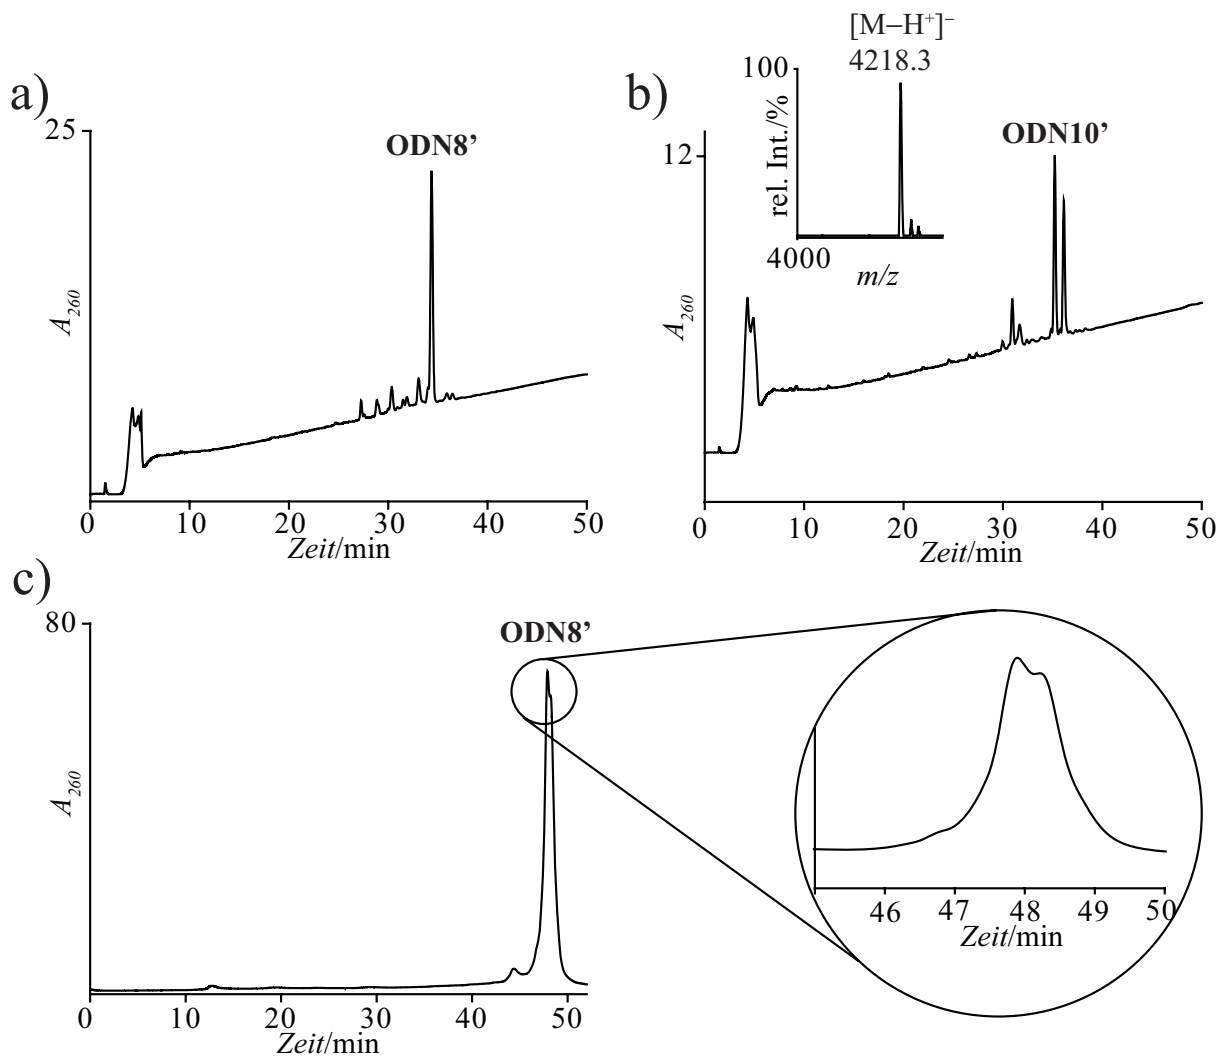 a)
25
ODN8’
A260
0 10 20 30 40 50
Zeit/min
b)
[M–H⁺]⁻
4218.3
100
rel. Int./%
4000
m/z
ODN10’
12
A260
0 10 20 30 40 50
Zeit/min
c)
80
ODN8’
A260
0 10 20 30 40 50
Zeit/min
46 47 48 49 50
Zeit/min